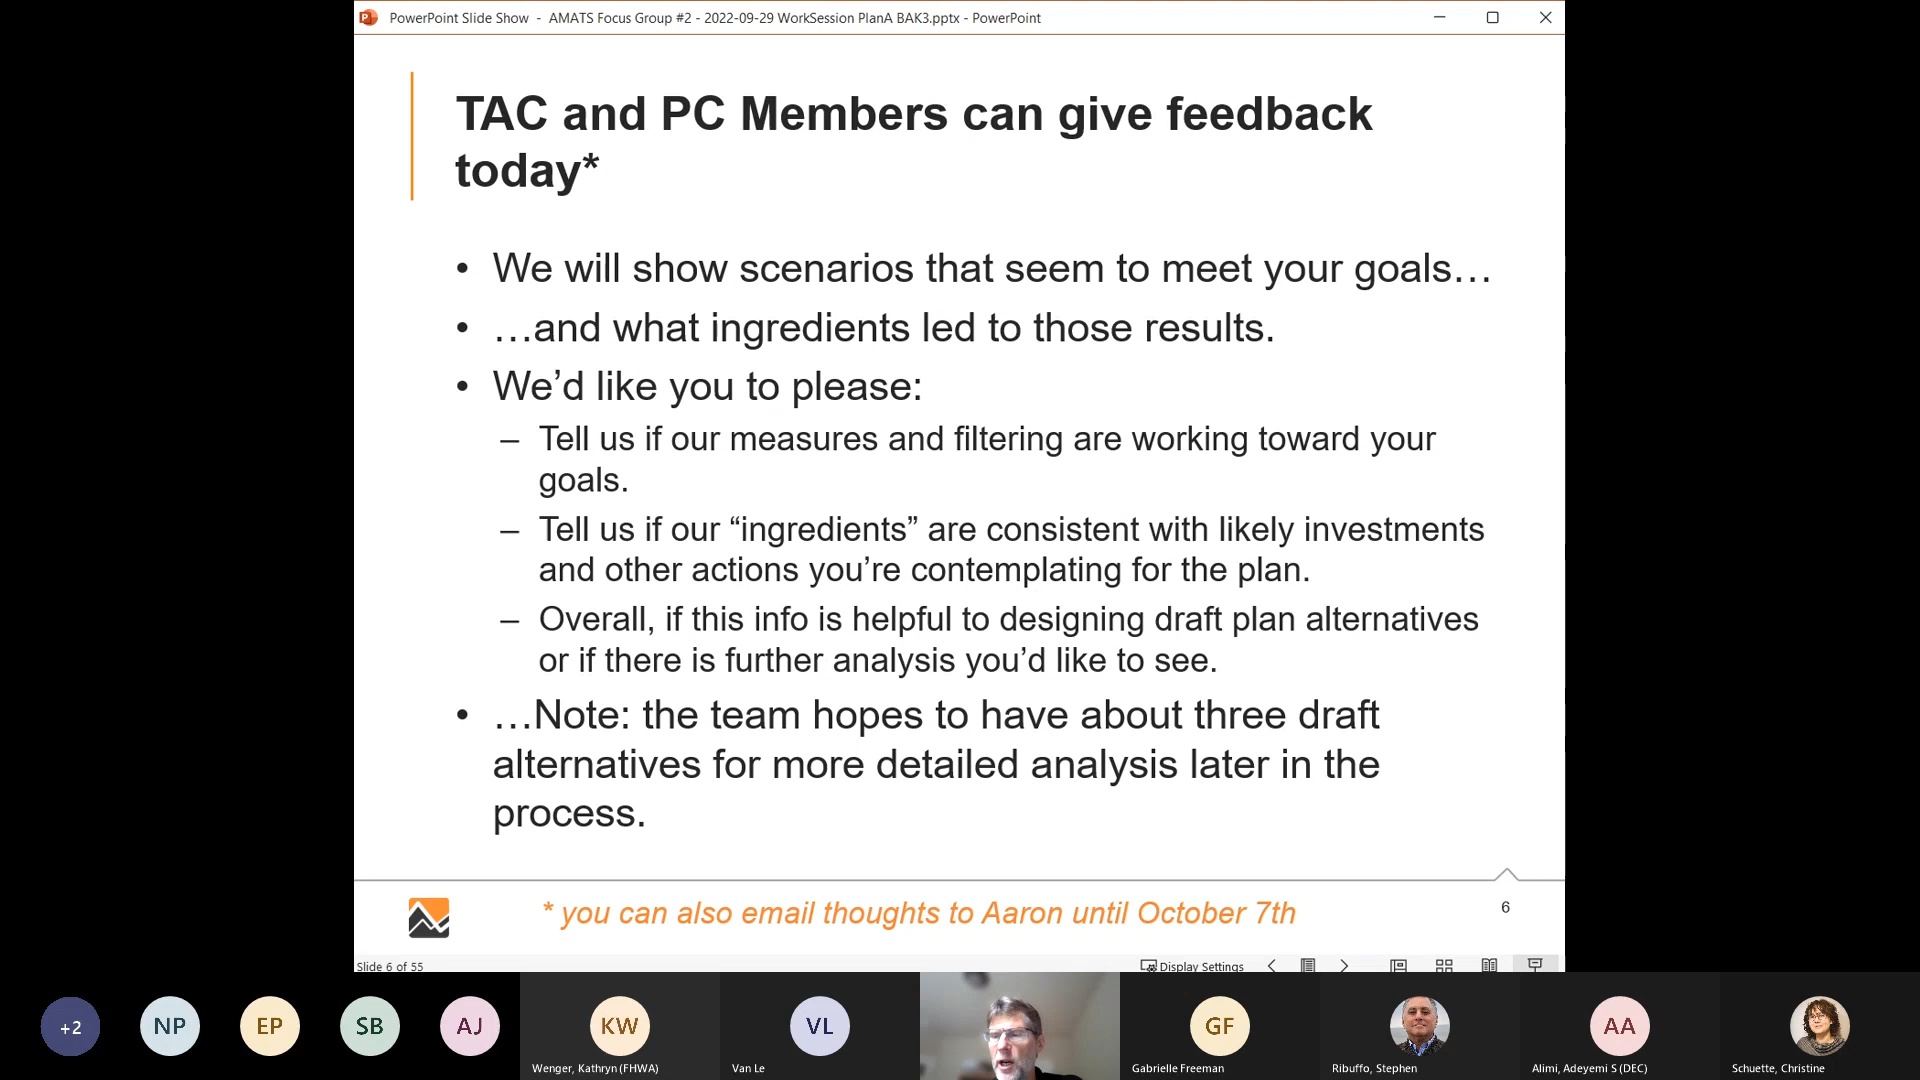 PowerPoint Slide Show - AMATS Focus Group #2 - 2022-09-29 WorkSession PlanA BAK3.pptx - PowerPoint
TAC and PC Members can give feedback
today*
• We will show scenarios that seem to meet your goals…
• …and what ingredients led to those results.
• We’d like you to please:
– Tell us if our measures and filtering are working toward your
goals.
– Tell us if our “ingredients” are consistent with likely investments
and other actions you’re contemplating for the plan.
– Overall, if this info is helpful to designing draft plan alternatives
or if there is further analysis you’d like to see.
• …Note: the team hopes to have about three draft
alternatives for more detailed analysis later in the
process.
* you can also email thoughts to Aaron until October 7th
6
Slide 6 of 55
Display Settings
+2
NP
EP
SB
AJ
KW
VL
GF
AA
Wenger, Kathryn (FHWA)
Van Le
Gabrielle Freeman
Ribuffo, Stephen
Alimi, Adeyemi S (DEC)
Schuette, Christine